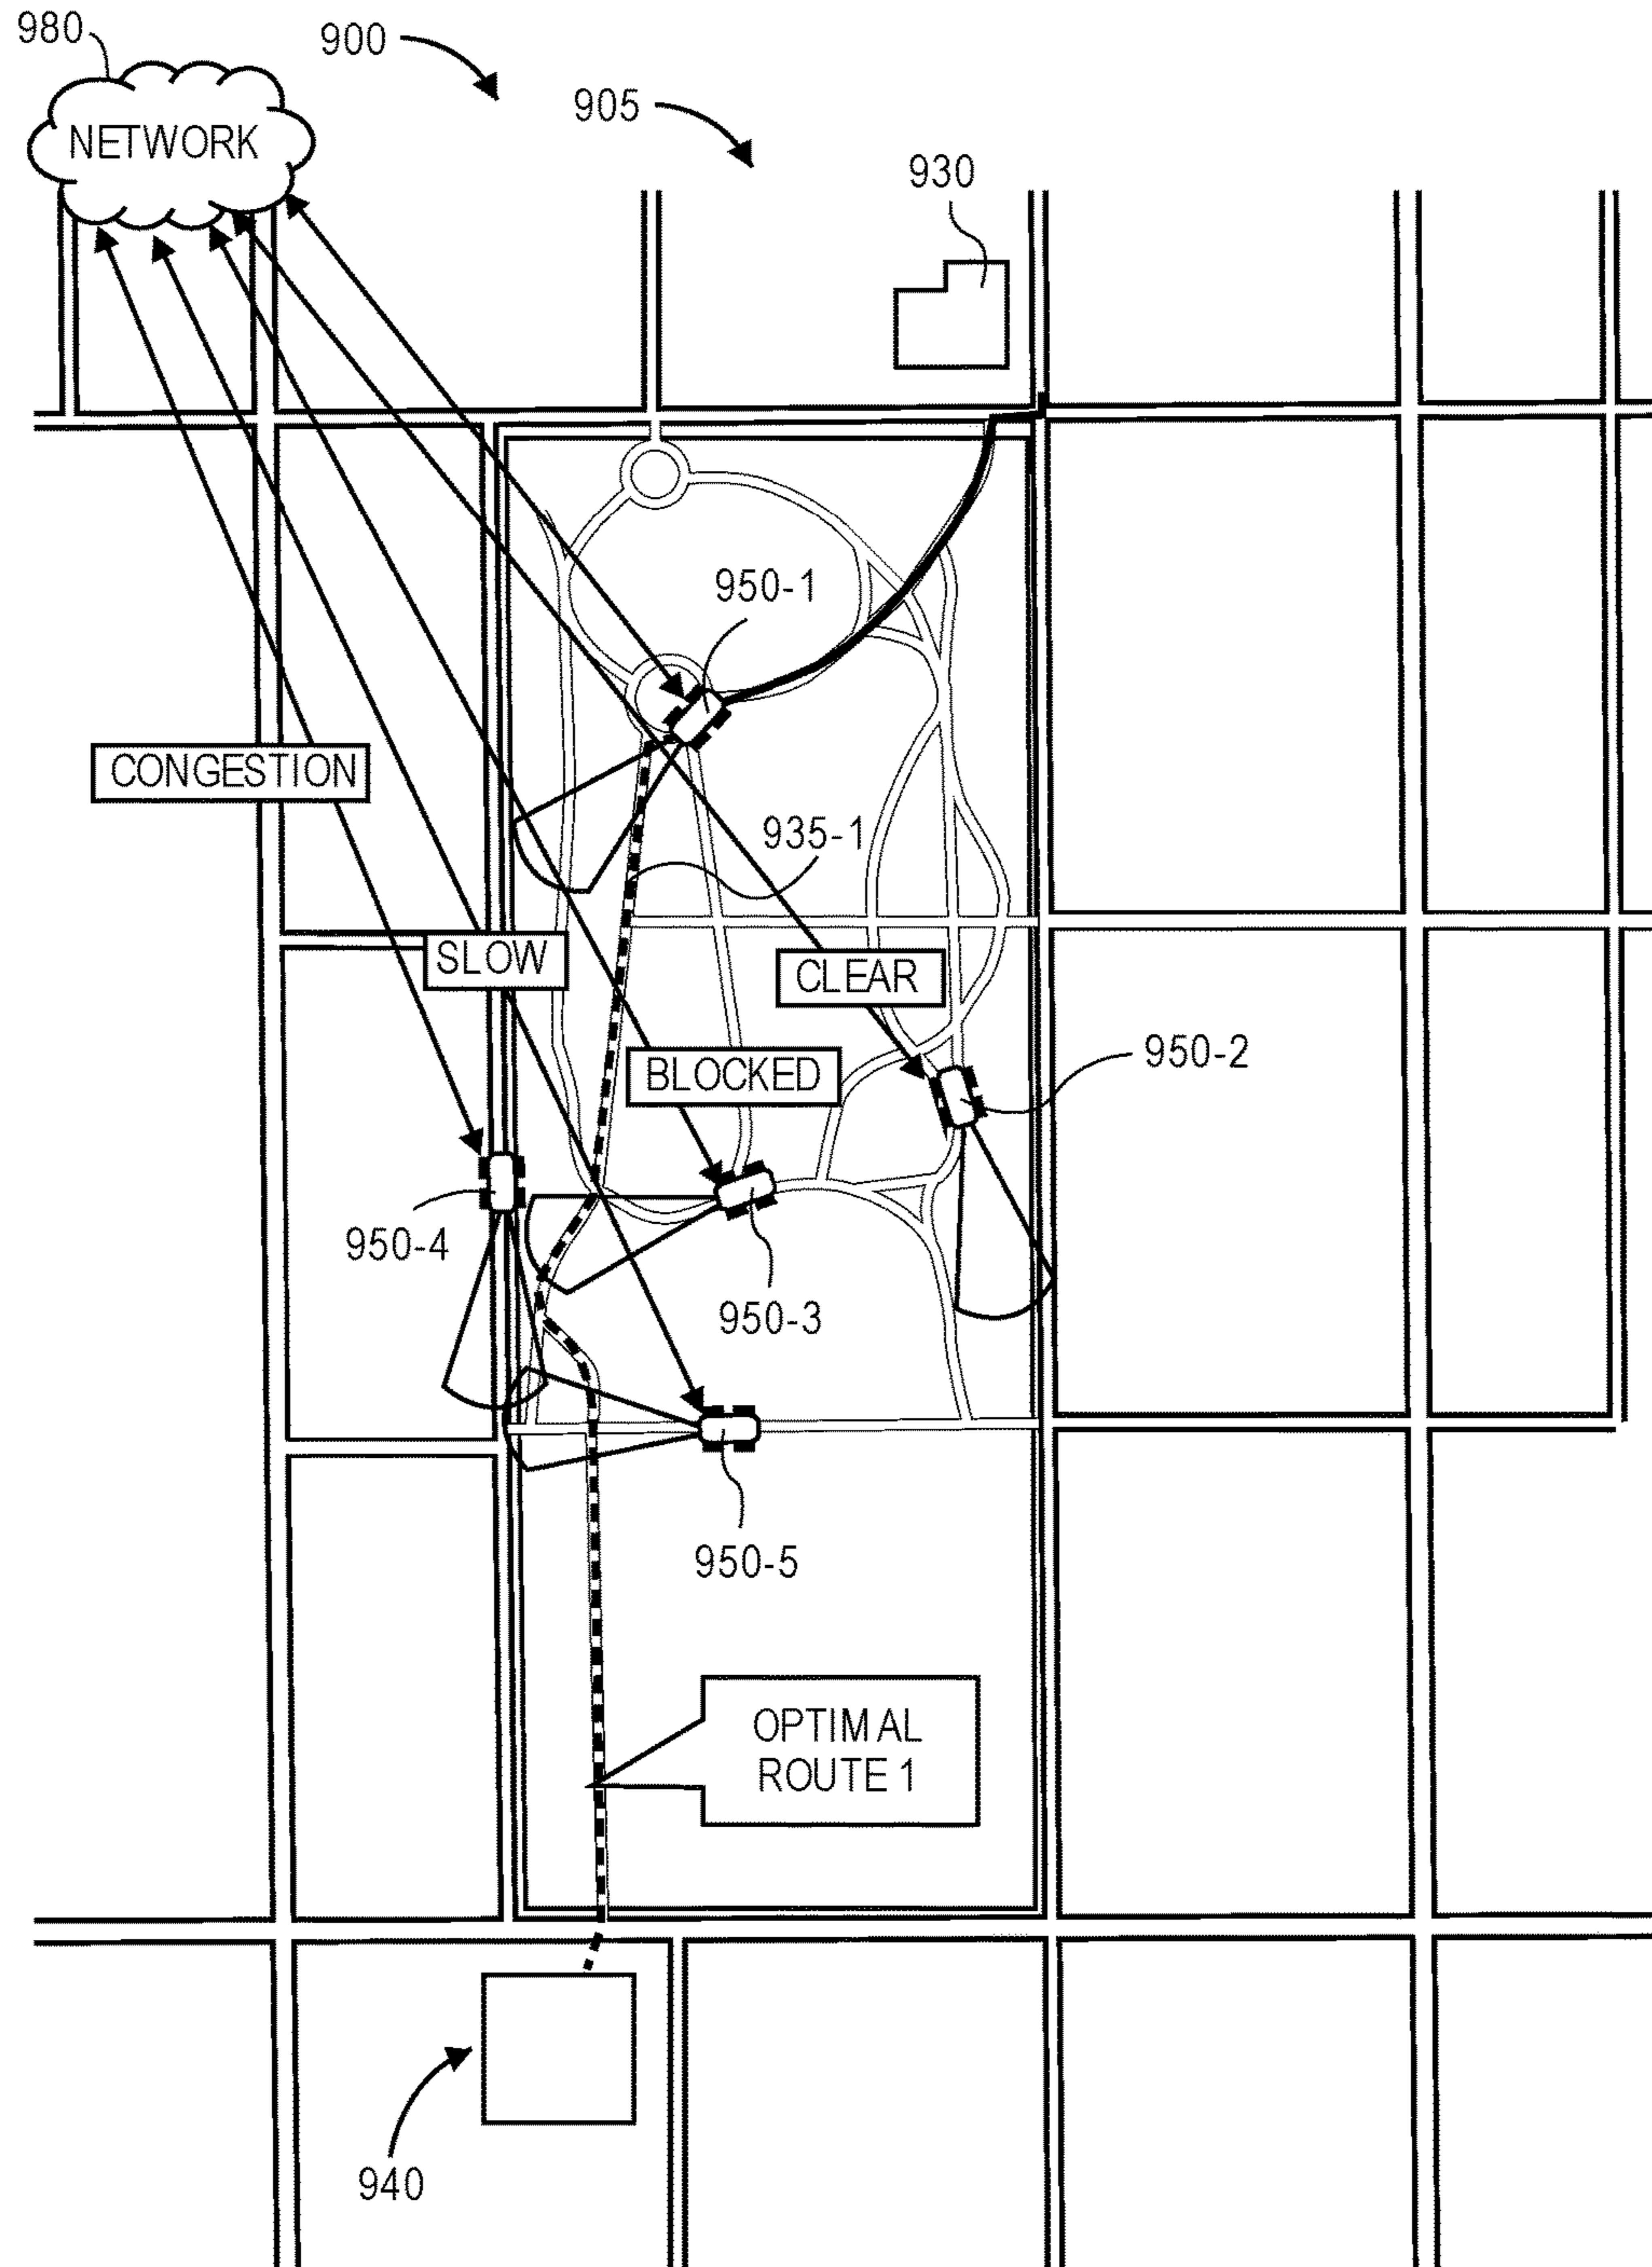 980
900
905
NETWORK
930
950-1
CONGESTION
935-1
SLOW
CLEAR
950-2
BLOCKED
950-4
950-3
950-5
OPTIMAL
ROUTE 1
940